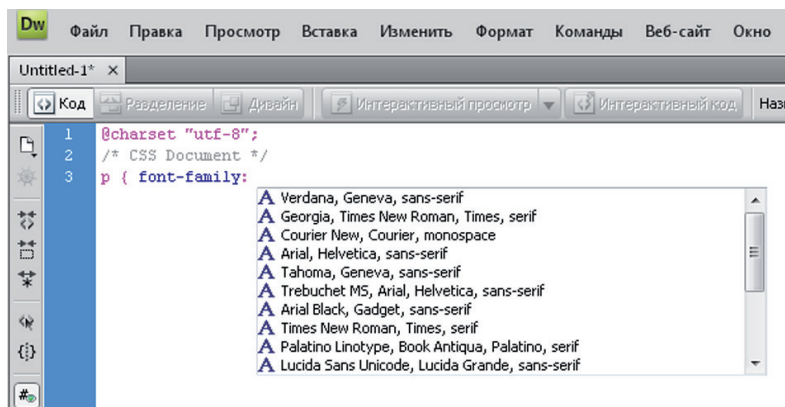 Dw Файл Правка Просмотр Вставка Изменить Формат Команды Веб-сайт Окно
Untitled-1* ×
Код Разделение Дизайн Интерактивный просмотр Интерактивный код
1 @charset "utf-8";
2 /* CSS Document */
3 p { font-family:
Verdana, Geneva, sans-serif
Georgia, Times New Roman, Times, serif
Courier New, Courier, monospace
Arial, Helvetica, sans-serif
Tahoma, Geneva, sans-serif
Trebuchet MS, Arial, Helvetica, sans-serif
Arial Black, Gadget, sans-serif
Times New Roman, Times, serif
Palatino Linotype, Book Antiqua, Palatino, serif
Lucida Sans Unicode, Lucida Grande, sans-serif